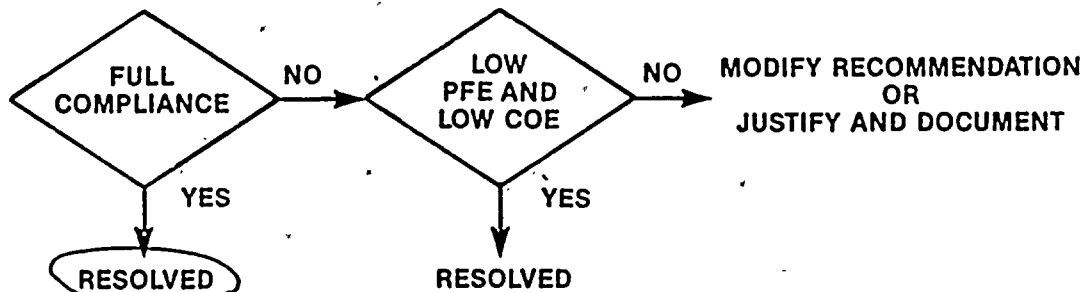 FULL
COMPLIANCE
NO
LOW
PFE AND
LOW COE
NO
MODIFY RECOMMENDATION
OR
JUSTIFY AND DOCUMENT
YES
YES
RESOLVED
RESOLVED